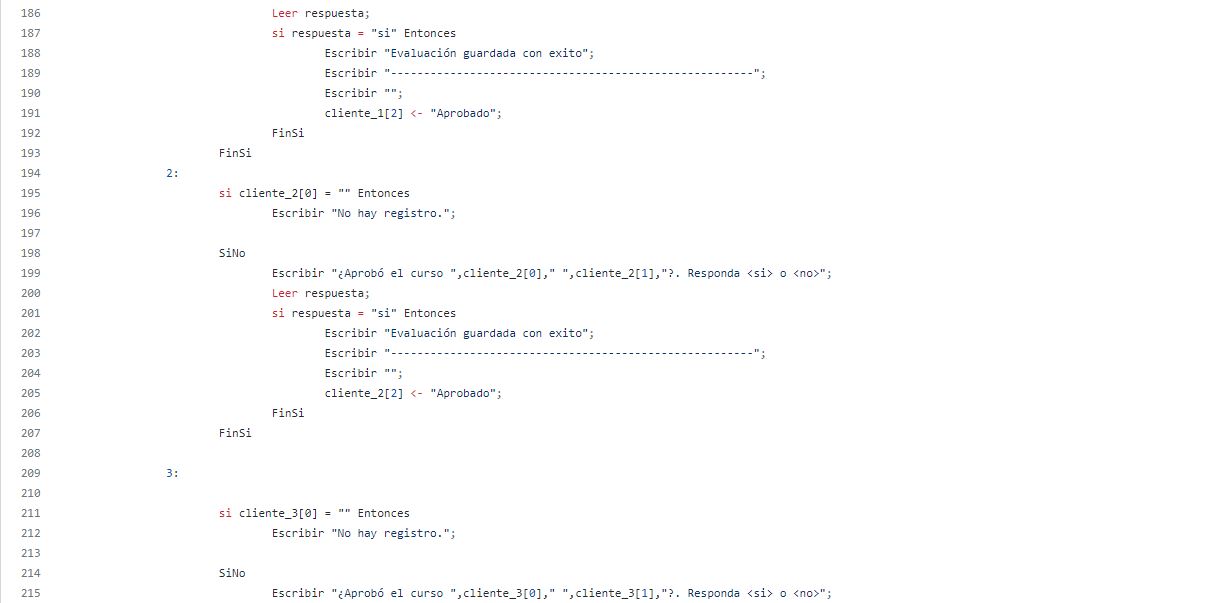 186 Leer respuesta;
187 si respuesta = "si" Entonces
188 Escribir "Evaluación guardada con exito";
189 Escribir "-------------------------------------------------------";
190 Escribir "";
191 cliente_1[2] <- "Aprobado";
192 FinSi
193 FinSi
194 2:
195 si cliente_2[0] = "" Entonces
196 Escribir "No hay registro.";
197
198 SiNo
199 Escribir "¿Aprobó el curso ",cliente_2[0]," ",cliente_2[1],"?. Responda <si> o <no>";
200 Leer respuesta;
201 si respuesta = "si" Entonces
202 Escribir "Evaluación guardada con exito";
203 Escribir "-------------------------------------------------------";
204 Escribir "";
205 cliente_2[2] <- "Aprobado";
206 FinSi
207 FinSi
208
209 3:
210
211 si cliente_3[0] = "" Entonces
212 Escribir "No hay registro.";
213
214 SiNo
215 Escribir "¿Aprobó el curso ",cliente_3[0]," ",cliente_3[1],"?. Responda <si> o <no>";